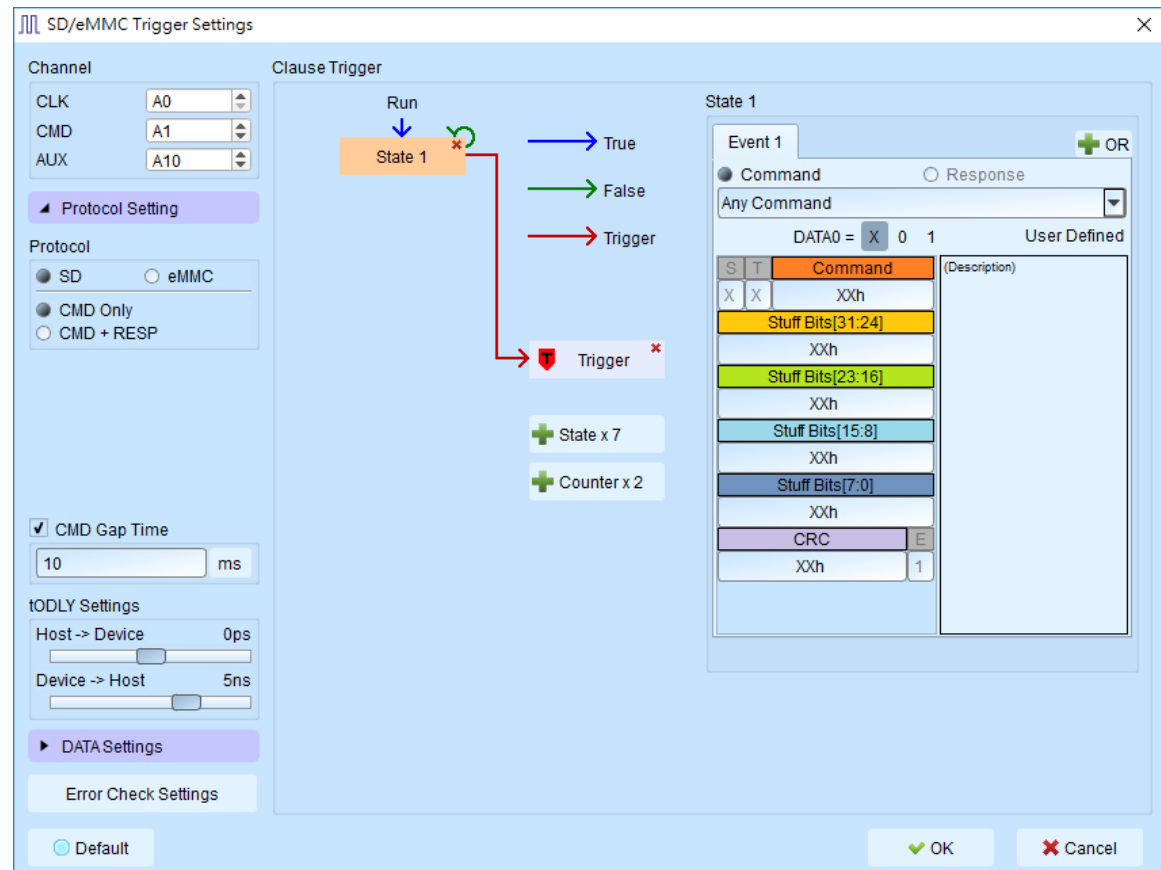 SD/eMMC Trigger Settings
Channel
CLK A0
CMD A1
AUX A10
Protocol Setting
Protocol
SD eMMC
CMD Only
CMD + RESP
CMD Gap Time
10 ms
tODLY Settings
Host -> Device 0ps
Device -> Host 5ns
DATA Settings
Error Check Settings
Default
Clause Trigger
Run
State 1
True
False
Trigger
T Trigger
State x 7
Counter x 2
State 1
Event 1
OR
Command Response
Any Command
DATA0 = X 0 1 User Defined
S T Command
X X XXh
Stuff Bits[31:24]
XXh
Stuff Bits[23:16]
XXh
Stuff Bits[15:8]
XXh
Stuff Bits[7:0]
XXh
CRC E
XXh 1
(Description)
OK
Cancel